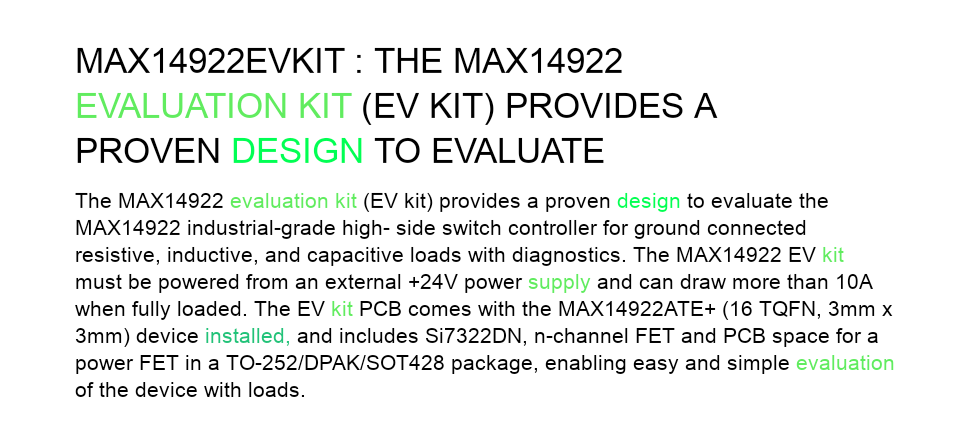 MAX14922EVKIT : THE MAX14922
EVALUATION KIT (EV KIT) PROVIDES A
PROVEN DESIGN TO EVALUATE
The MAX14922 evaluation kit (EV kit) provides a proven design to evaluate the
MAX14922 industrial-grade high- side switch controller for ground connected
resistive, inductive, and capacitive loads with diagnostics. The MAX14922 EV kit
must be powered from an external +24V power supply and can draw more than 10A
when fully loaded. The EV kit PCB comes with the MAX14922ATE+ (16 TQFN, 3mm x
3mm) device installed, and includes Si7322DN, n-channel FET and PCB space for a
power FET in a TO-252/DPAK/SOT428 package, enabling easy and simple evaluation
of the device with loads.